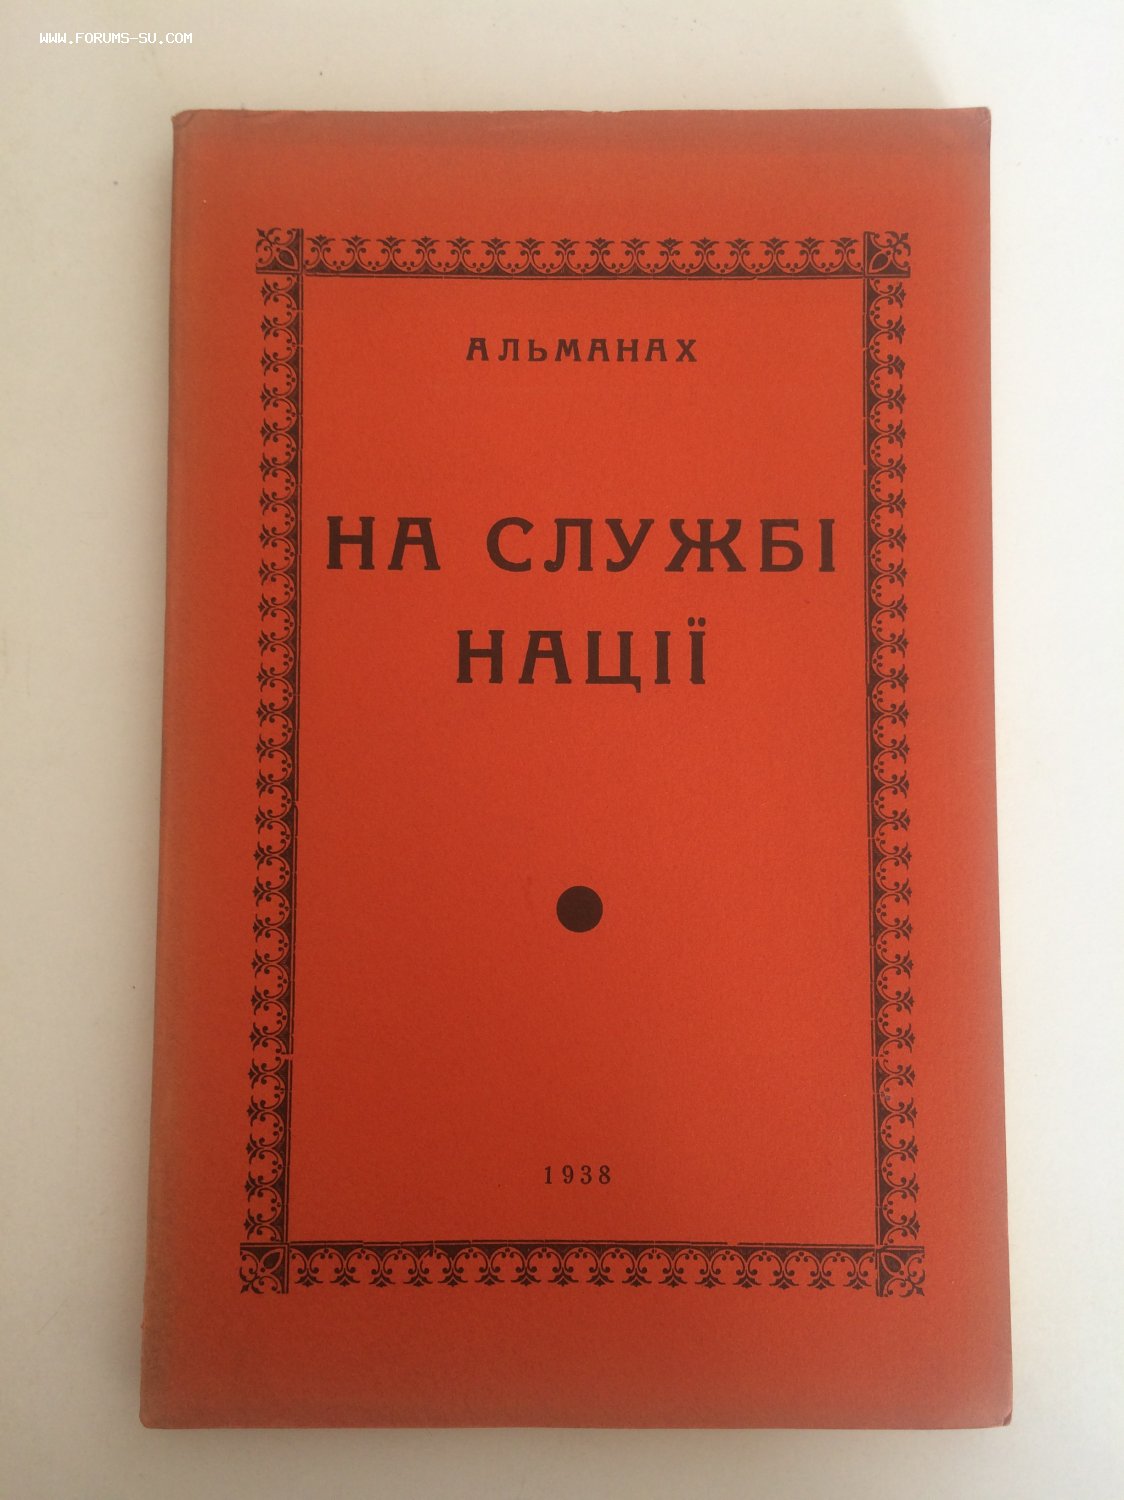 WWW.FORUMS-SU.COM
АЛЬМАНАХ
НА СЛУЖБІ
НАЦІЇ
1938